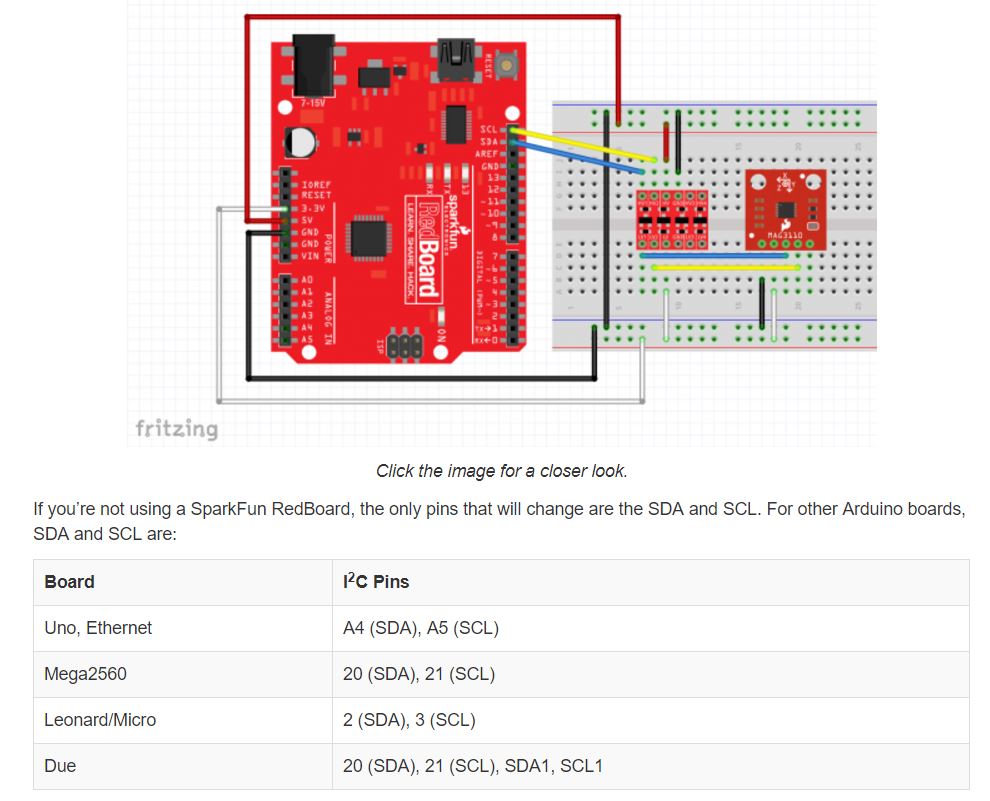 7-15V
RESET
SCL
SDA
AREF
GND
13
12
~11
~10
~9
8
IOREF
RESET
3.3V
5V
GND
GND
VIN
POWER
A0
A1
A2
A3
A4
A5
ANALOG IN
RX
TX
13
sparkfun
ELECTRONICS
RedBoard
LEARN. SHARE. HACK.
7
~6
~5
4
~3
2
TX→1
RX←0
DIGITAL (PWM~)
ISP
ON
MAG3110
fritzing
Click the image for a closer look.
If you’re not using a SparkFun RedBoard, the only pins that will change are the SDA and SCL. For other Arduino boards,
SDA and SCL are:
Board I²C Pins
Uno, Ethernet A4 (SDA), A5 (SCL)
Mega2560 20 (SDA), 21 (SCL)
Leonard/Micro 2 (SDA), 3 (SCL)
Due 20 (SDA), 21 (SCL), SDA1, SCL1